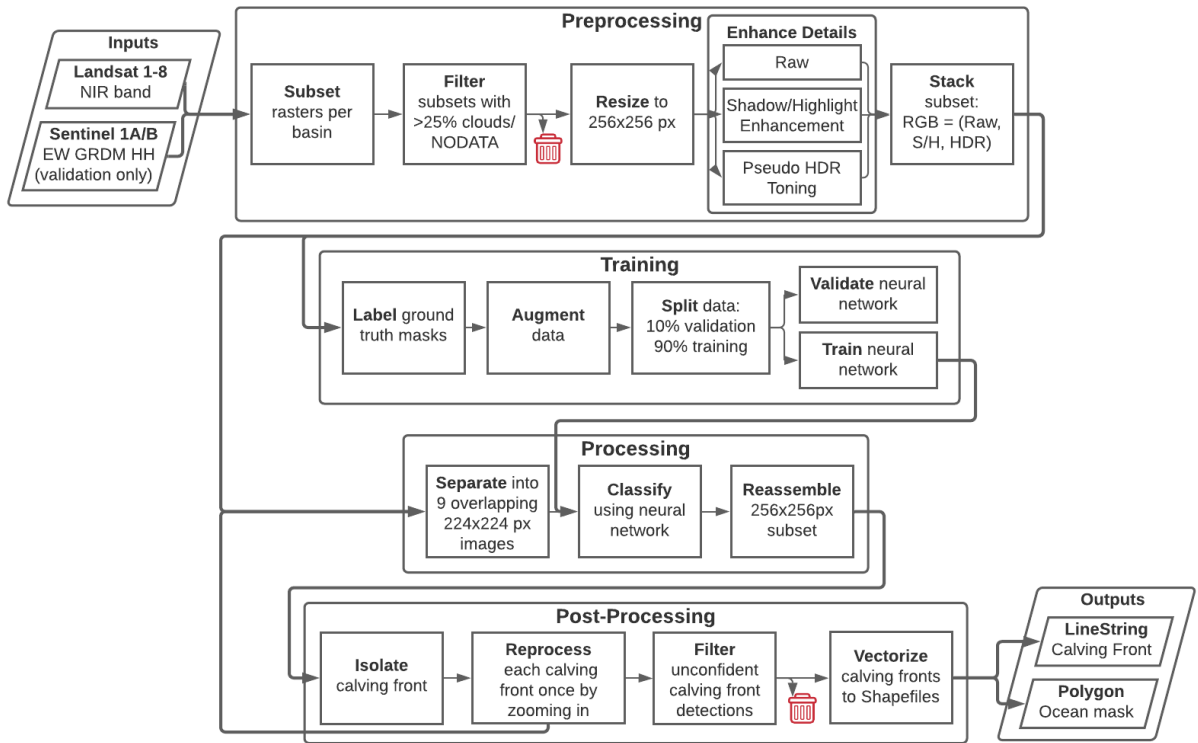 Preprocessing
Inputs
Landsat 1-8
NIR band
Sentinel 1A/B
EW GRDM HH
(validation only)
Subset
rasters per
basin
Filter
subsets with
>25% clouds/
NODATA
Resize to
256x256 px
Enhance Details
Raw
Shadow/Highlight
Enhancement
Pseudo HDR
Toning
Stack
subset:
RGB = (Raw,
S/H, HDR)
Training
Label ground
truth masks
Augment
data
Split data:
10% validation
90% training
Validate neural
network
Train neural
network
Processing
Separate into
9 overlapping
224x224 px
images
Classify
using neural
network
Reassemble
256x256px
subset
Post-Processing
Isolate
calving front
Reprocess
each calving
front once by
zooming in
Filter
unconfident
calving front
detections
Vectorize
calving fronts
to Shapefiles
Outputs
LineString
Calving Front
Polygon
Ocean mask